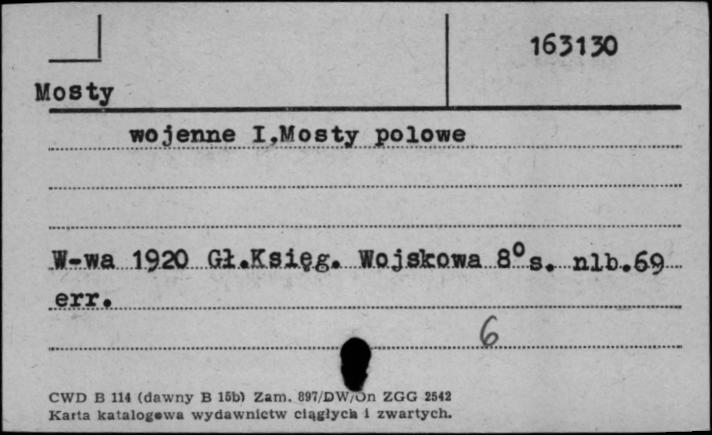 163130
Mosty
wojenne I.Mosty polowe
W-wa 1920 Gł.Księg. Wojskowa 8° s. nlb.69
err.
6
CWD B 114 (dawny B 15b) Zam. 897/DW/On ZGG 2542
Karta katalogowa wydawnictw ciągłych i zwartych.